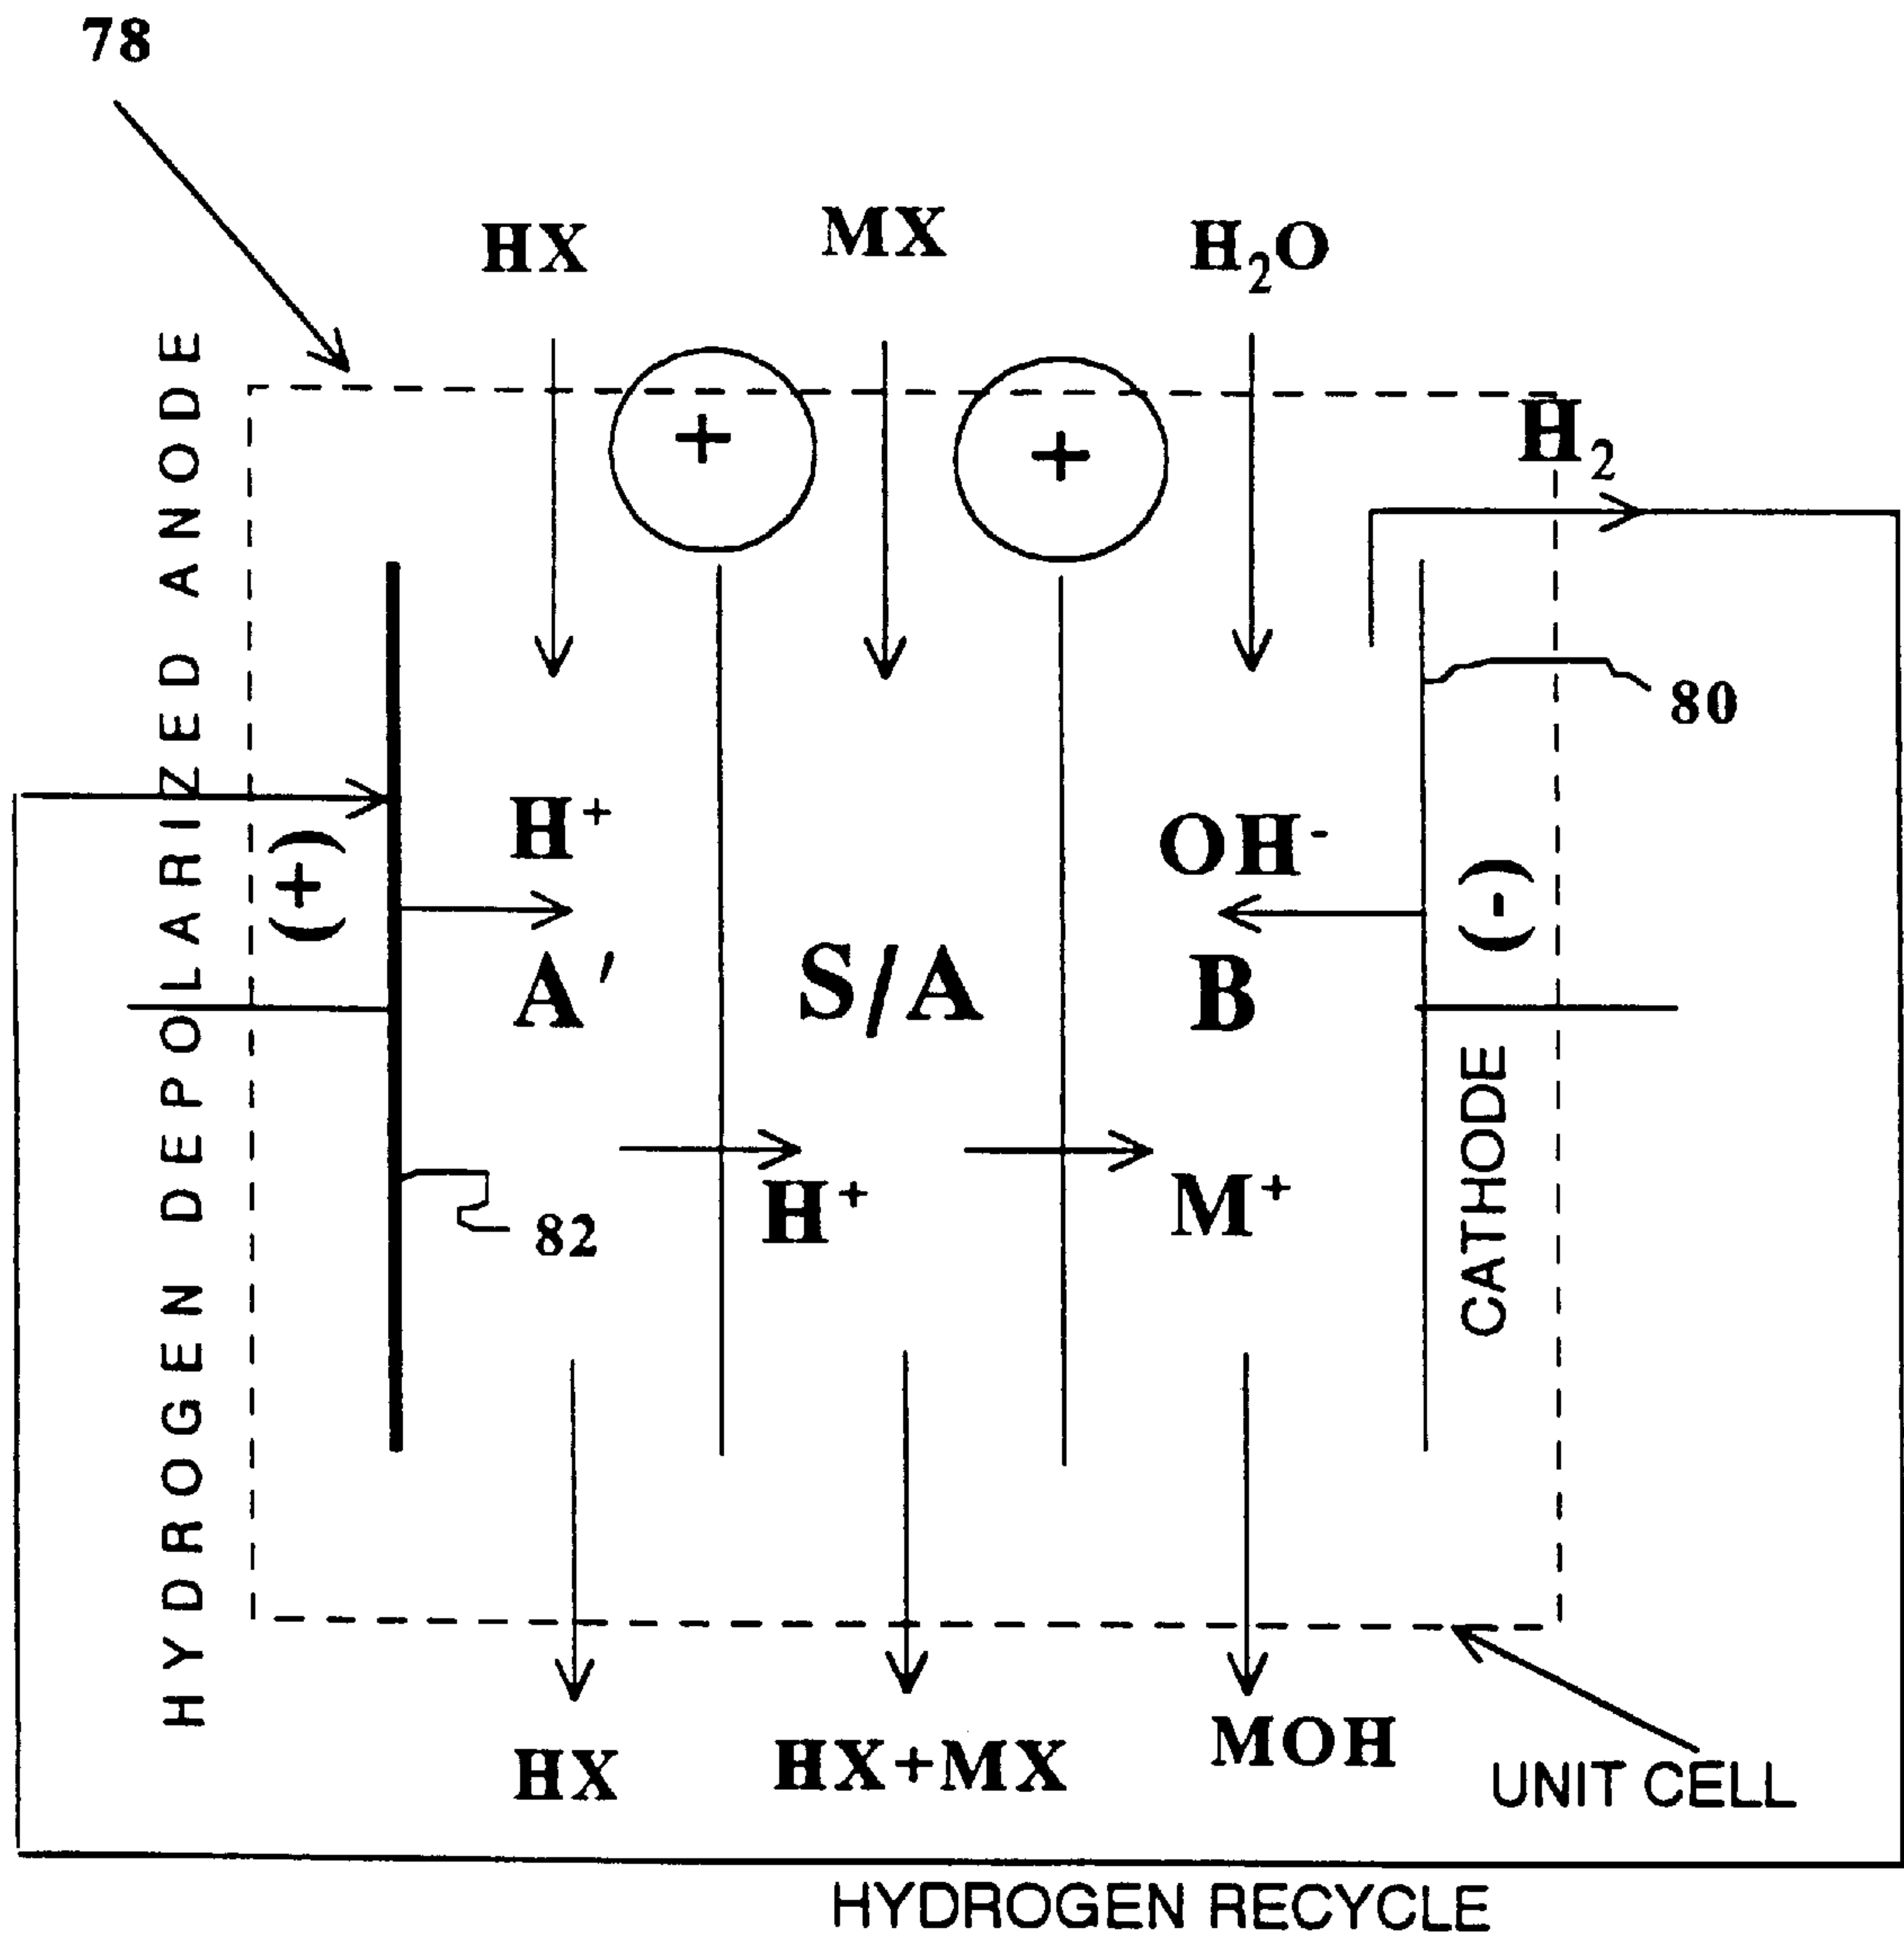 78
HX
MX
H₂O
+
+
H₂
HYDROGEN DEPOLARIZED ANODE
80
(+)
H⁺
OH⁻
(-)
A'
S/A
B
CATHODE
H⁺
M⁺
82
HX
HX+MX
MOH
UNIT CELL
HYDROGEN RECYCLE